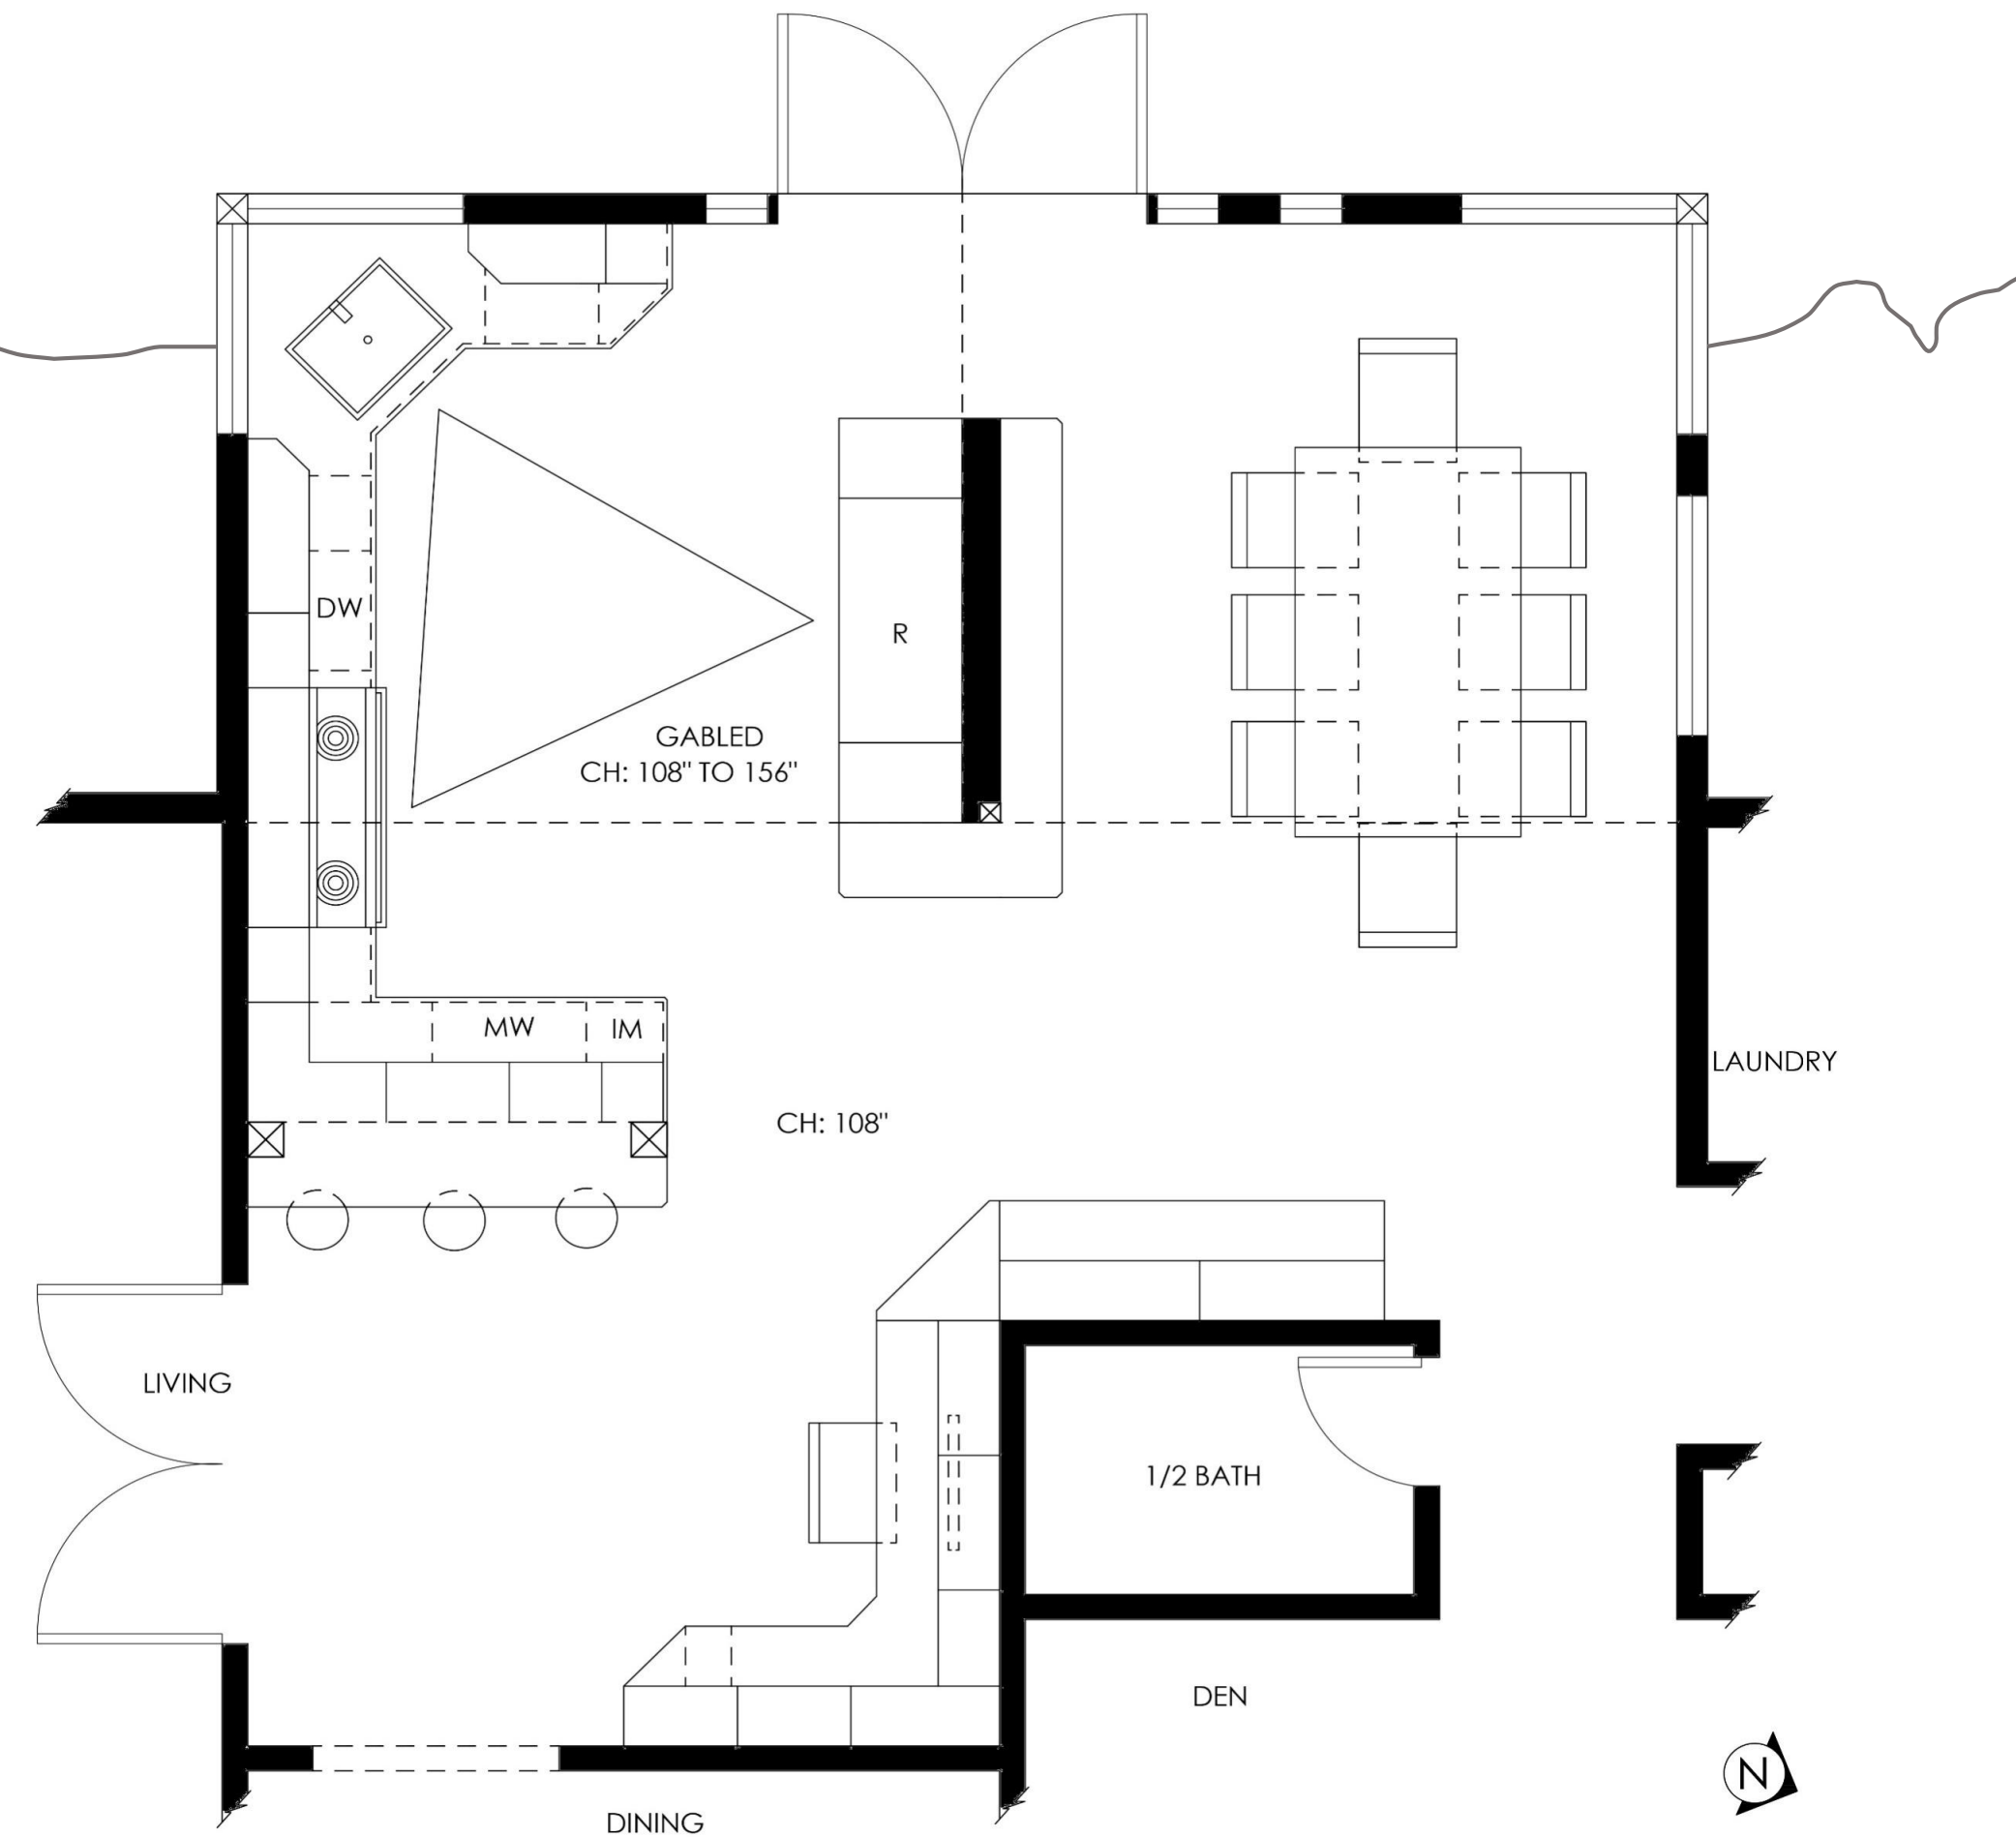 DW
R
GABLED
CH: 108" TO 156"
MW
IM
LAUNDRY
CH: 108"
LIVING
1/2 BATH
DEN
N
DINING